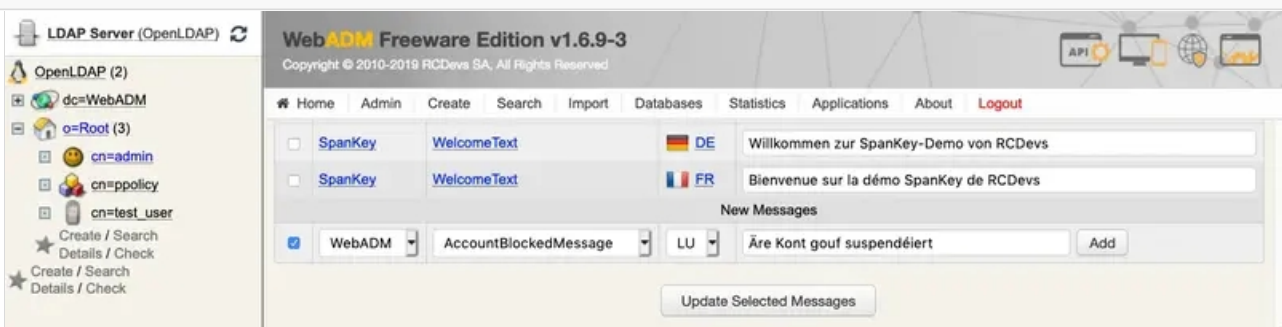 LDAP Server (OpenLDAP)
OpenLDAP (2)
dc=WebADM
o=Root (3)
cn=admin
cn=ppolicy
cn=test_user
Create / Search
Details / Check
Create / Search
Details / Check
WebADM Freeware Edition v1.6.9-3
Copyright © 2010-2019 RCDevs SA, All Rights Reserved
API
Home Admin Create Search Import Databases Statistics Applications About Logout
SpanKey WelcomeText DE Willkommen zur SpanKey-Demo von RCDevs
SpanKey WelcomeText FR Bienvenue sur la démo SpanKey de RCDevs
New Messages
WebADM AccountBlockedMessage LU Äre Kont gouf suspendéiert Add
Update Selected Messages